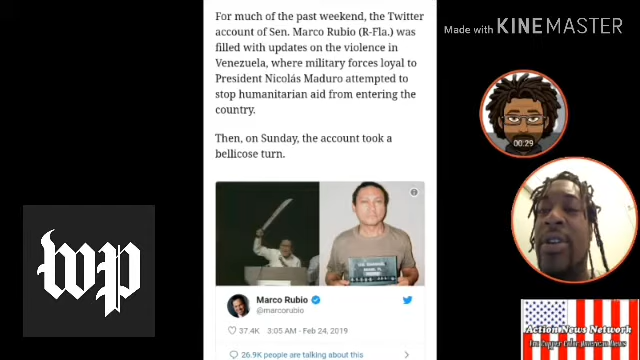 For much of the past weekend, the Twitter
account of Sen. Marco Rubio (R-Fla.) was
filled with updates on the violence in
Venezuela, where military forces loyal to
President Nicolás Maduro attempted to
stop humanitarian aid from entering the
country.
Then, on Sunday, the account took a
bellicose turn.
Marco Rubio
@marcorubio
37.4K 3:05 AM - Feb 24, 2019
26.9K people are talking about this
wp
Made with KINEMASTER
00:29
Action News Network